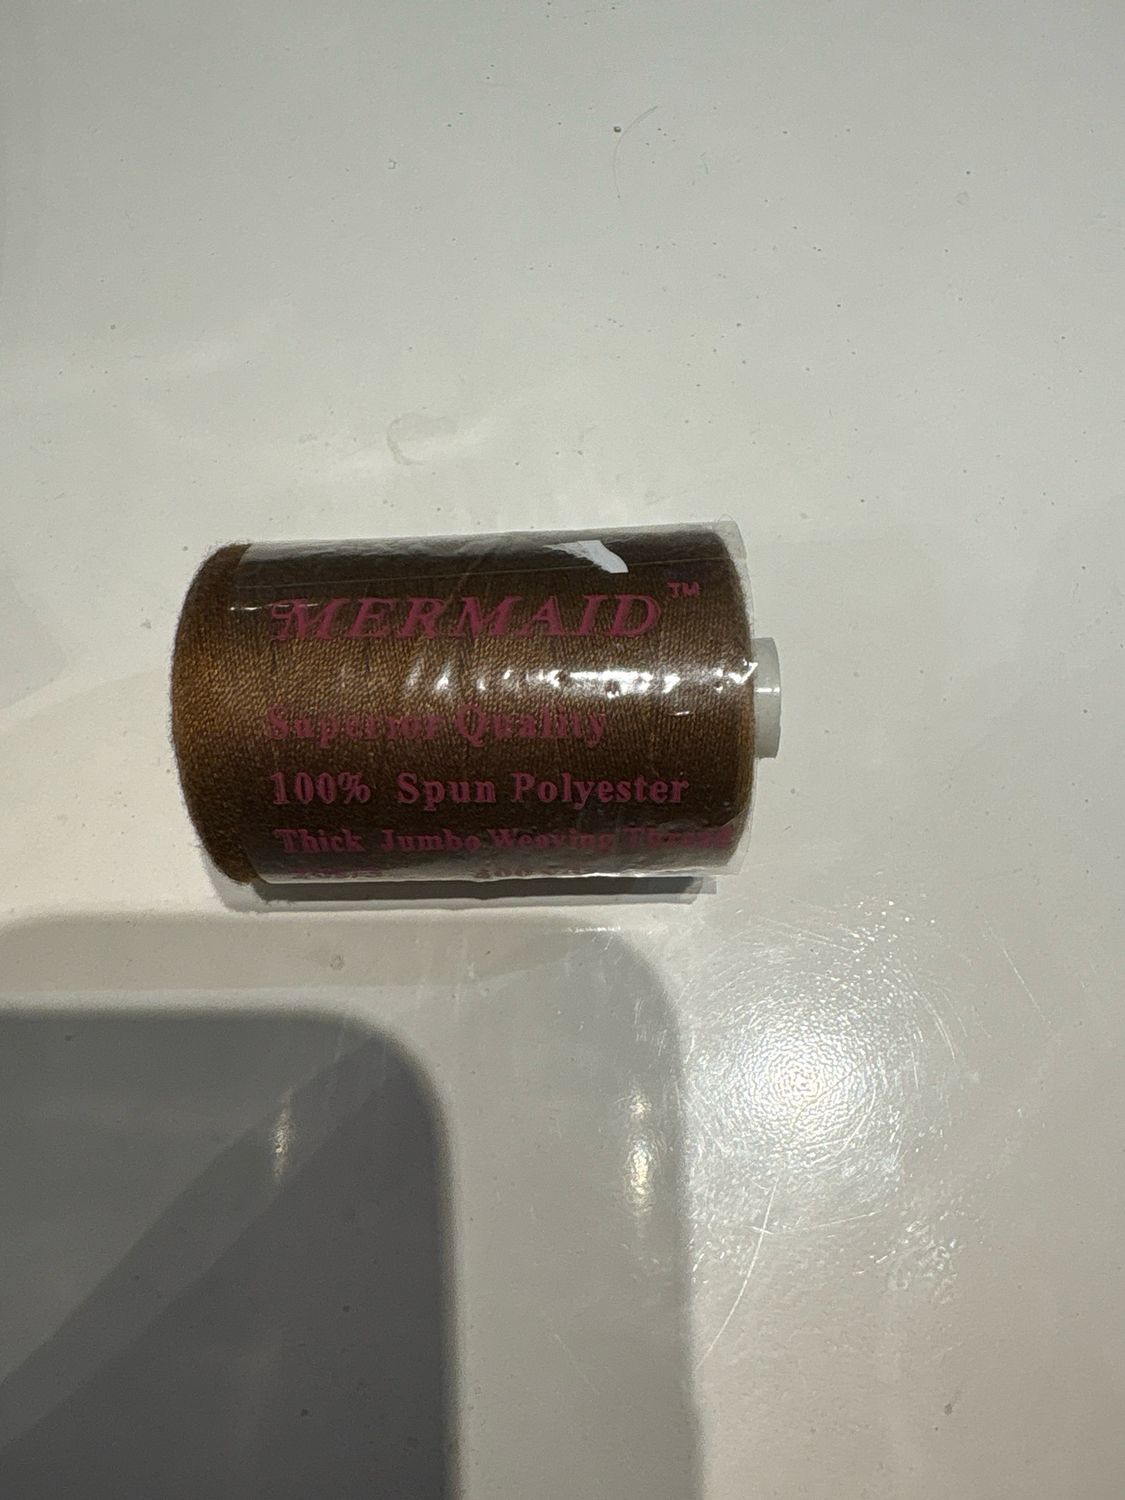 MERMAID™
Superior Quality
100% Spun Polyester
Thick Jumbo Weaving Thread